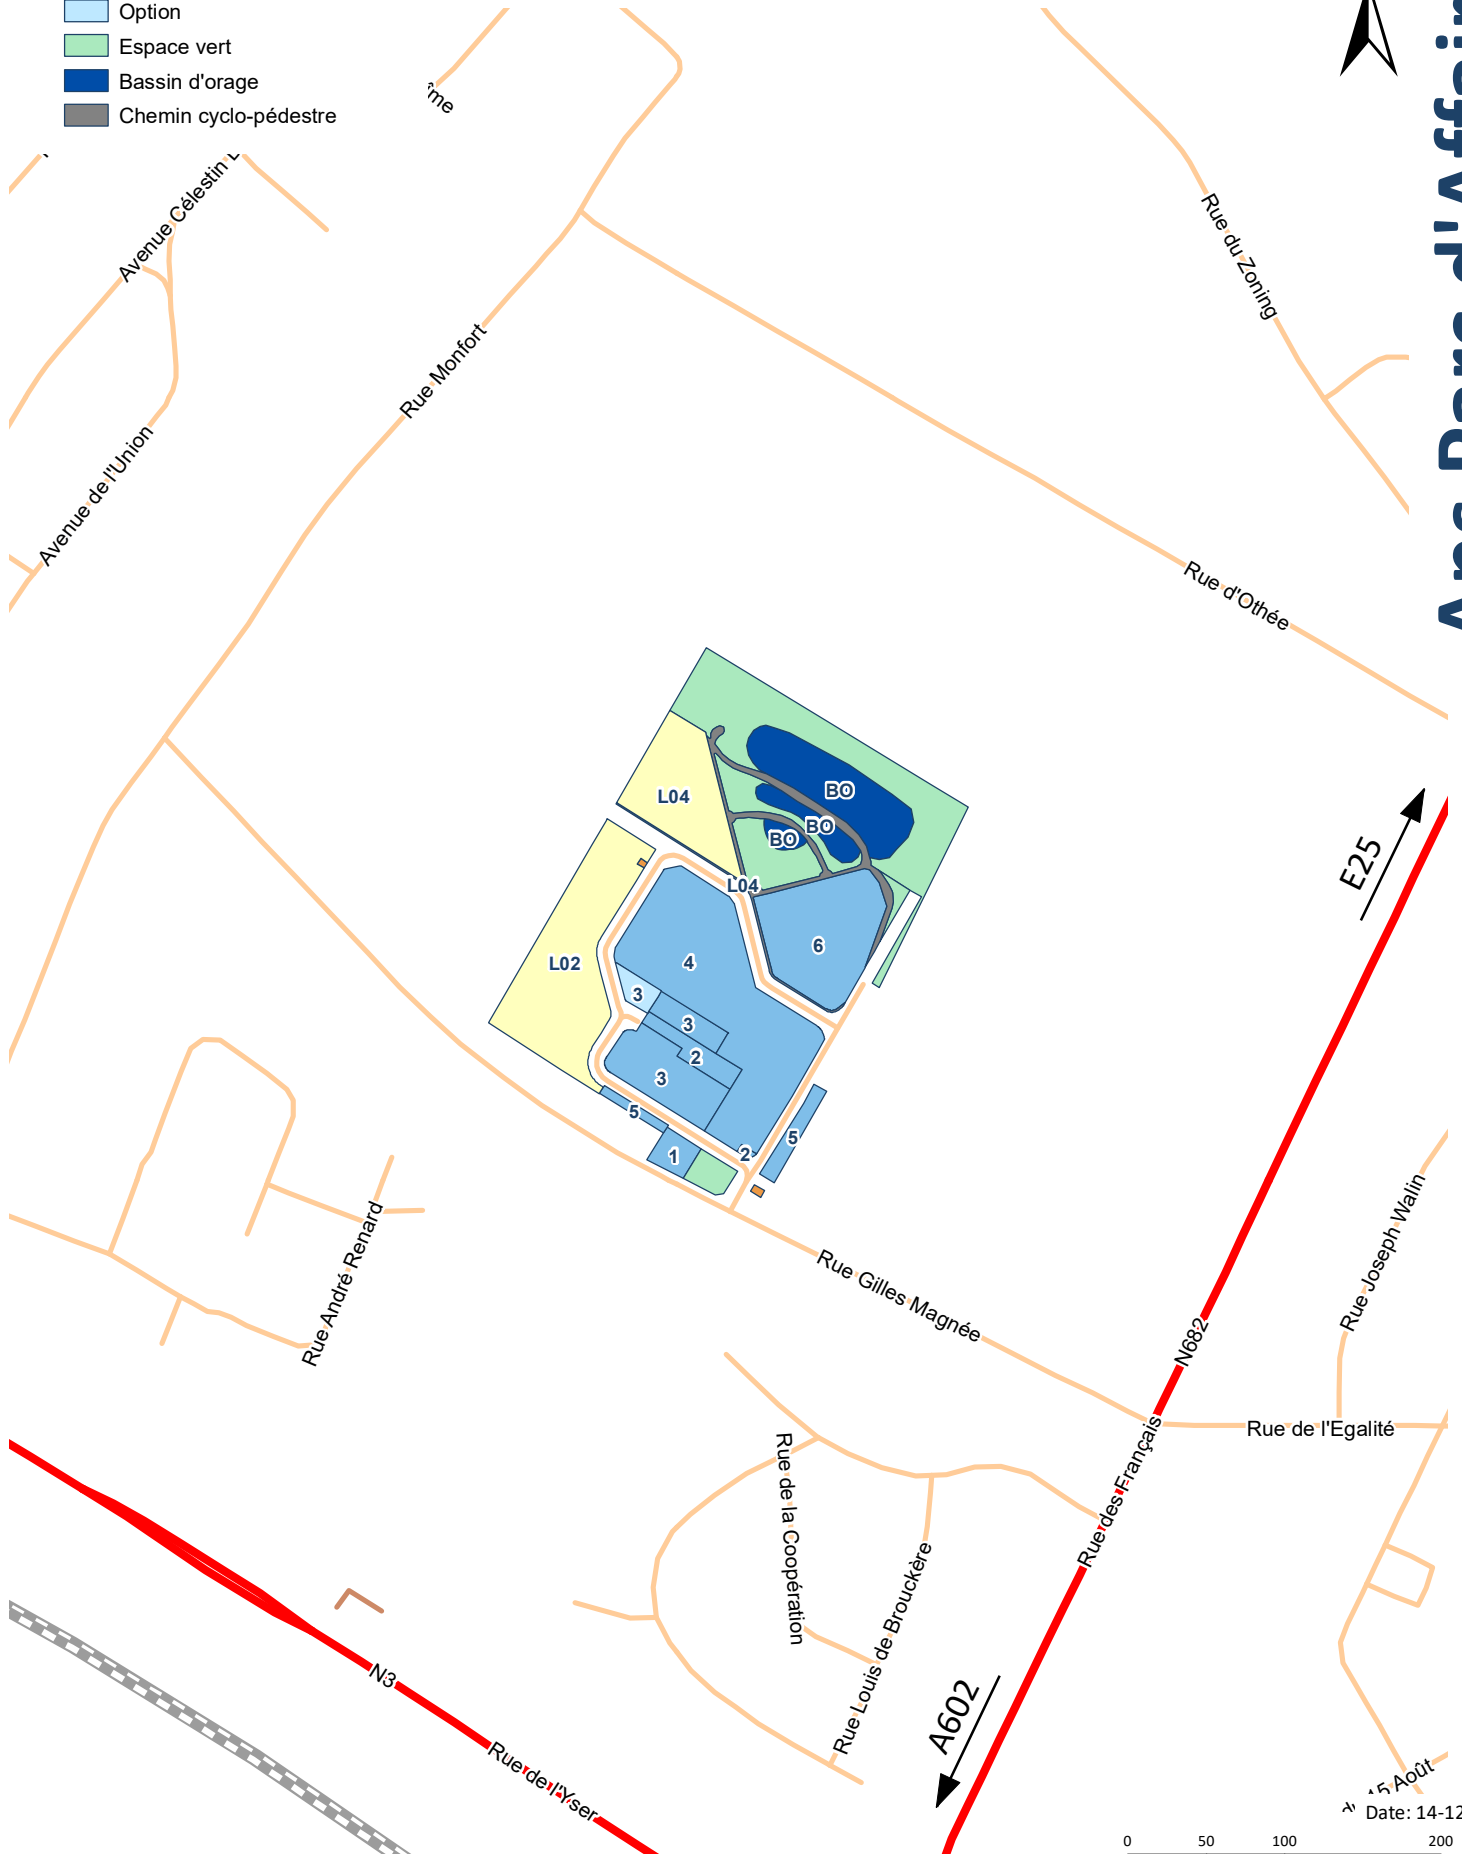 Option
Espace vert
Bassin d'orage
Chemin cyclo-pédestre
Avenue Célestin
Rue du Zoning
Rue Monfort
Avenue de l'Union
Rue d'Othée
BO
L04
BO
BO
E25
L04
6
4
L02
3
3
2
3
5
5
2
1
Rue Joseph Walin
Rue André Renard
Rue Gilles Magnée
N682
Rue de l'Egalité
Rue des Français
Rue de la Coopération
Rue Louis de Brouckère
N3
A602
Rue de l'Yser
15 Août
Date: 14-12
0 50 100 200